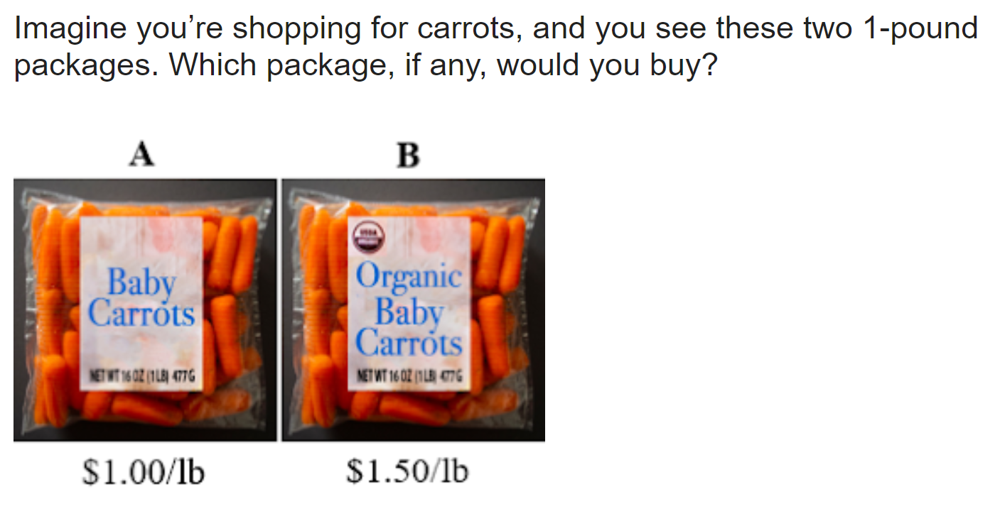 Imagine you’re shopping for carrots, and you see these two 1-pound
packages. Which package, if any, would you buy?
A
B
Baby
Carrots
NET WT 16 OZ (1 LB) 477G
USDA
ORGANIC
Organic
Baby
Carrots
NET WT 16 OZ (1 LB) 477G
$1.00/lb
$1.50/lb